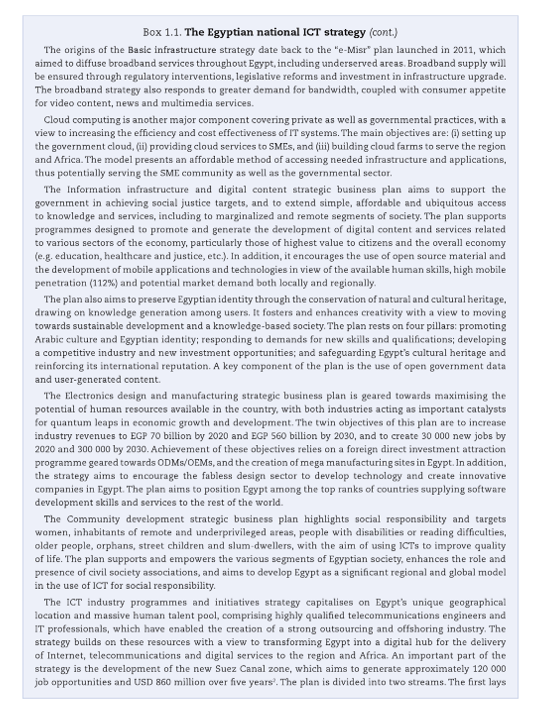 Box 1.1. The Egyptian national ICT strategy (cont.)
The origins of the Basic infrastructure strategy date back to the "e-Misr" plan launched in 2011, which
aimed to diffuse broadband services throughout Egypt, including underserved areas. Broadband supply will
be ensured through regulatory interventions, legislative reforms and investment in infrastructure upgrade.
The broadband strategy also responds to greater demand for bandwidth, coupled with consumer appetite
for video content, news and multimedia services.
Cloud computing is another major component covering private as well as governmental practices, with a
view to increasing the efficiency and cost effectiveness of IT systems. The main objectives are: (i) setting up
the government cloud, (ii) providing cloud services to SMEs, and (iii) building cloud farms to serve the region
and Africa. The model presents an affordable method of accessing needed infrastructure and applications,
thus potentially serving the SME community as well as the governmental sector.
The Information infrastructure and digital content strategic business plan aims to support the
government in achieving social justice targets, and to extend simple, affordable and ubiquitous access
to knowledge and services, including to marginalized and remote segments of society. The plan supports
programmes designed to promote and generate the development of digital content and services related
to various sectors of the economy, particularly those of highest value to citizens and the overall economy
(e.g. education, healthcare and justice, etc.). In addition, it encourages the use of open source material and
the development of mobile applications and technologies in view of the available human skills, high mobile
penetration (112%) and potential market demand both locally and regionally.
The plan also aims to preserve Egyptian identity through the conservation of natural and cultural heritage,
drawing on knowledge generation among users. It fosters and enhances creativity with a view to moving
towards sustainable development and a knowledge-based society. The plan rests on four pillars: promoting
Arabic culture and Egyptian identity; responding to demands for new skills and qualifications; developing
a competitive industry and new investment opportunities; and safeguarding Egypt's cultural heritage and
reinforcing its international reputation. A key component of the plan is the use of open government data
and user-generated content.
The Electronics design and manufacturing strategic business plan is geared towards maximising the
potential of human resources available in the country, with both industries acting as important catalysts
for quantum leaps in economic growth and development. The twin objectives of this plan are to increase
industry revenues to EGP 70 billion by 2020 and EGP 560 billion by 2030, and to create 30 000 new jobs by
2020 and 300 000 by 2030. Achievement of these objectives relies on a foreign direct investment attraction
programme geared towards ODMs/OEMs, and the creation of mega manufacturing sites in Egypt. In addition,
the strategy aims to encourage the fabless design sector to develop technology and create innovative
companies in Egypt. The plan aims to position Egypt among the top ranks of countries supplying software
development skills and services to the rest of the world.
The Community development strategic business plan highlights social responsibility and targets
women, inhabitants of remote and underprivileged areas, people with disabilities or reading difficulties,
older people, orphans, street children and slum-dwellers, with the aim of using ICTs to improve quality
of life. The plan supports and empowers the various segments of Egyptian society, enhances the role and
presence of civil society associations, and aims to develop Egypt as a significant regional and global model
in the use of ICT for social responsibility.
The ICT industry programmes and initiatives strategy capitalises on Egypt's unique geographical
location and massive human talent pool, comprising highly qualified telecommunications engineers and
IT professionals, which have enabled the creation of a strong outsourcing and offshoring industry. The
strategy builds on these resources with a view to transforming Egypt into a digital hub for the delivery
of Internet, telecommunications and digital services to the region and Africa. An important part of the
strategy is the development of the new Suez Canal zone, which aims to generate approximately 120 000
job opportunities and USD 860 million over five years². The plan is divided into two streams. The first lays